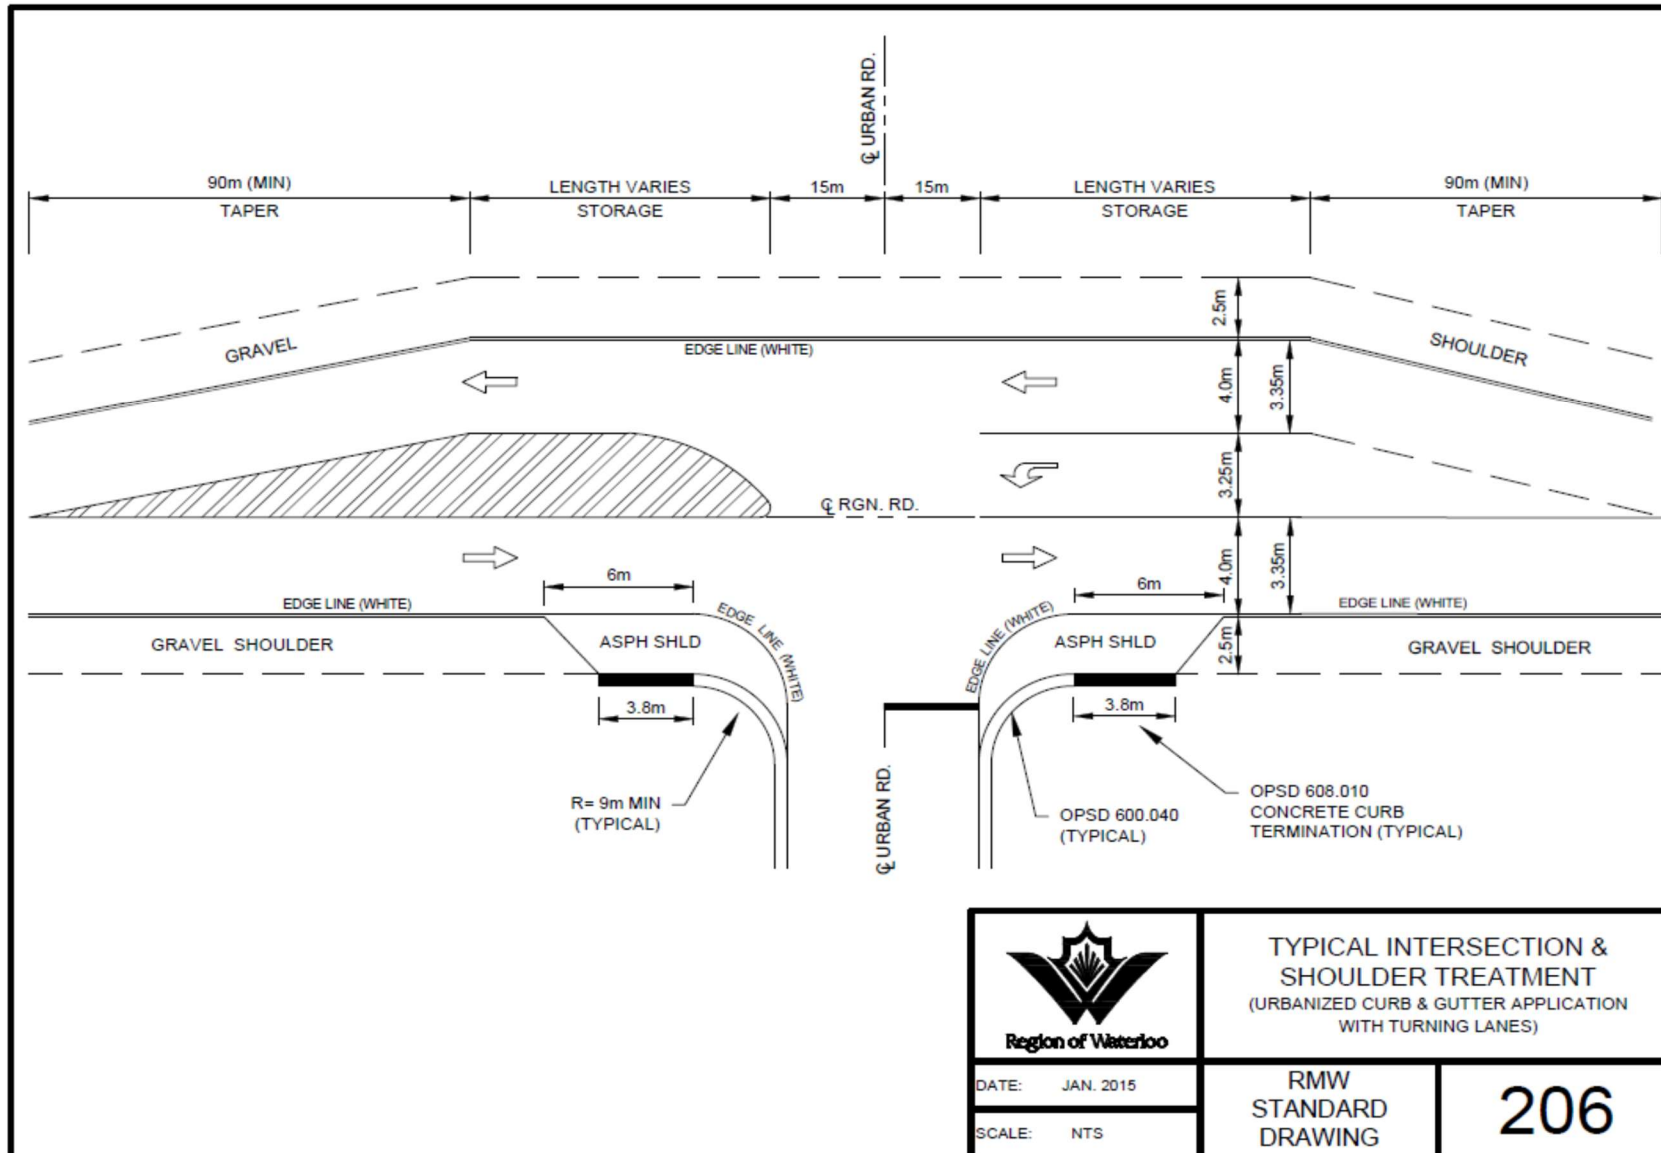 ℄ URBAN RD.
90m (MIN)
TAPER
LENGTH VARIES
STORAGE
15m
15m
LENGTH VARIES
STORAGE
90m (MIN)
TAPER
GRAVEL
EDGE LINE (WHITE)
2.5m
SHOULDER
4.0m
3.35m
3.25m
℄ RGN. RD.
4.0m
3.35m
6m
6m
EDGE LINE (WHITE)
EDGE LINE (WHITE)
EDGE LINE (WHITE)
EDGE LINE (WHITE)
GRAVEL SHOULDER
ASPH SHLD
ASPH SHLD
2.5m
GRAVEL SHOULDER
3.8m
3.8m
R= 9m MIN
(TYPICAL)
℄ URBAN RD.
OPSD 600.040
(TYPICAL)
OPSD 608.010
CONCRETE CURB
TERMINATION (TYPICAL)
Region of Waterloo
TYPICAL INTERSECTION &
SHOULDER TREATMENT
(URBANIZED CURB & GUTTER APPLICATION
WITH TURNING LANES)
DATE: JAN. 2015
SCALE: NTS
RMW
STANDARD
DRAWING
206